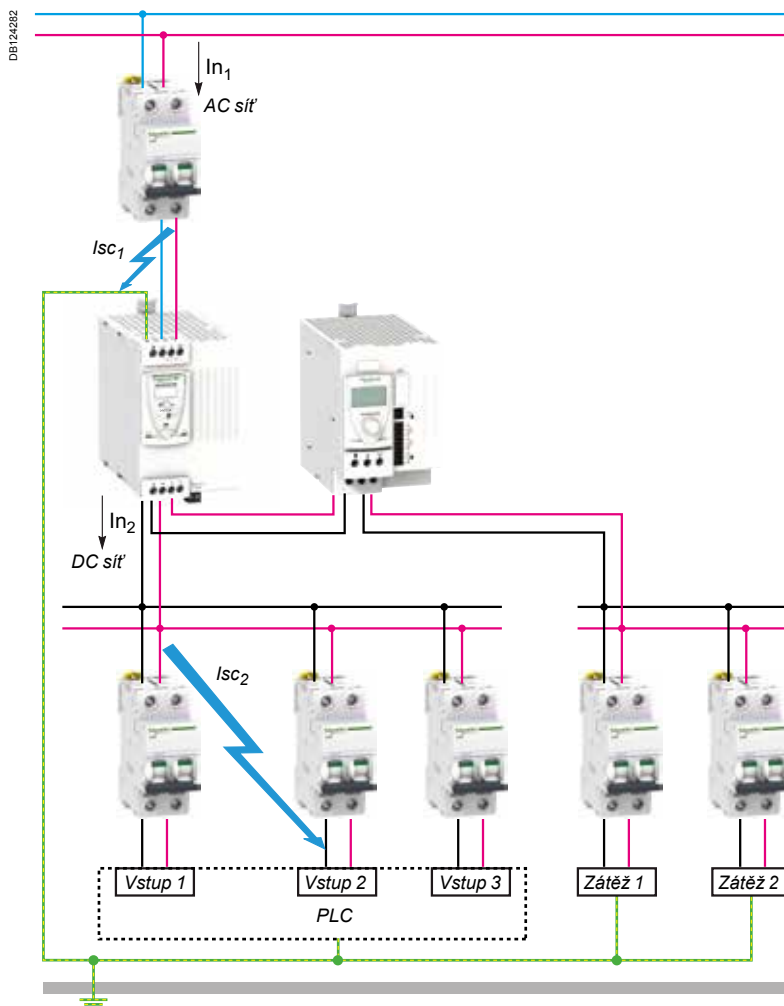 DB124282
In1
AC síť
Isc1
In2
DC síť
Isc2
Vstup 1
Vstup 2
Vstup 3
Zátěž 1
Zátěž 2
PLC